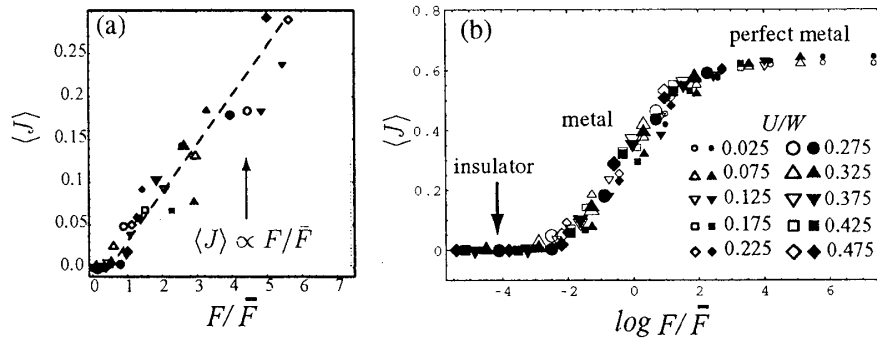 (a)
⟨J⟩
0.25
0.2
0.15
0.1
0.05
0.0
0 1 2 3 4 5 6 7
F/F̄
⟨J⟩ ∝ F/F̄
(b)
⟨J⟩
0.8
0.6
0.4
0.2
0
-4 -2 0 2 4 6
log F/F̄
insulator
metal
perfect metal
U/W
0.025 0.275
0.075 0.325
0.125 0.375
0.175 0.425
0.225 0.475